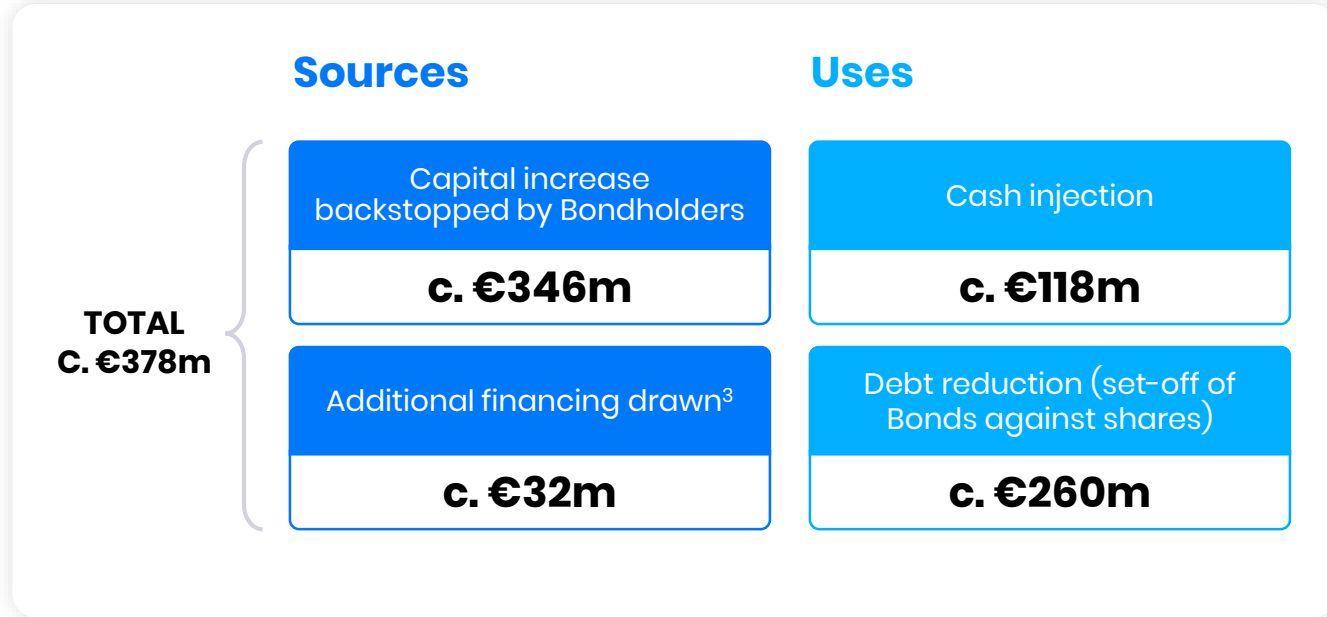 Sources
Uses
Capital increase
backstopped by Bondholders
Cash injection
c. €346m
c. €118m
TOTAL
C. €378m
Additional financing drawn³
Debt reduction (set-off of
Bonds against shares)
c. €32m
c. €260m